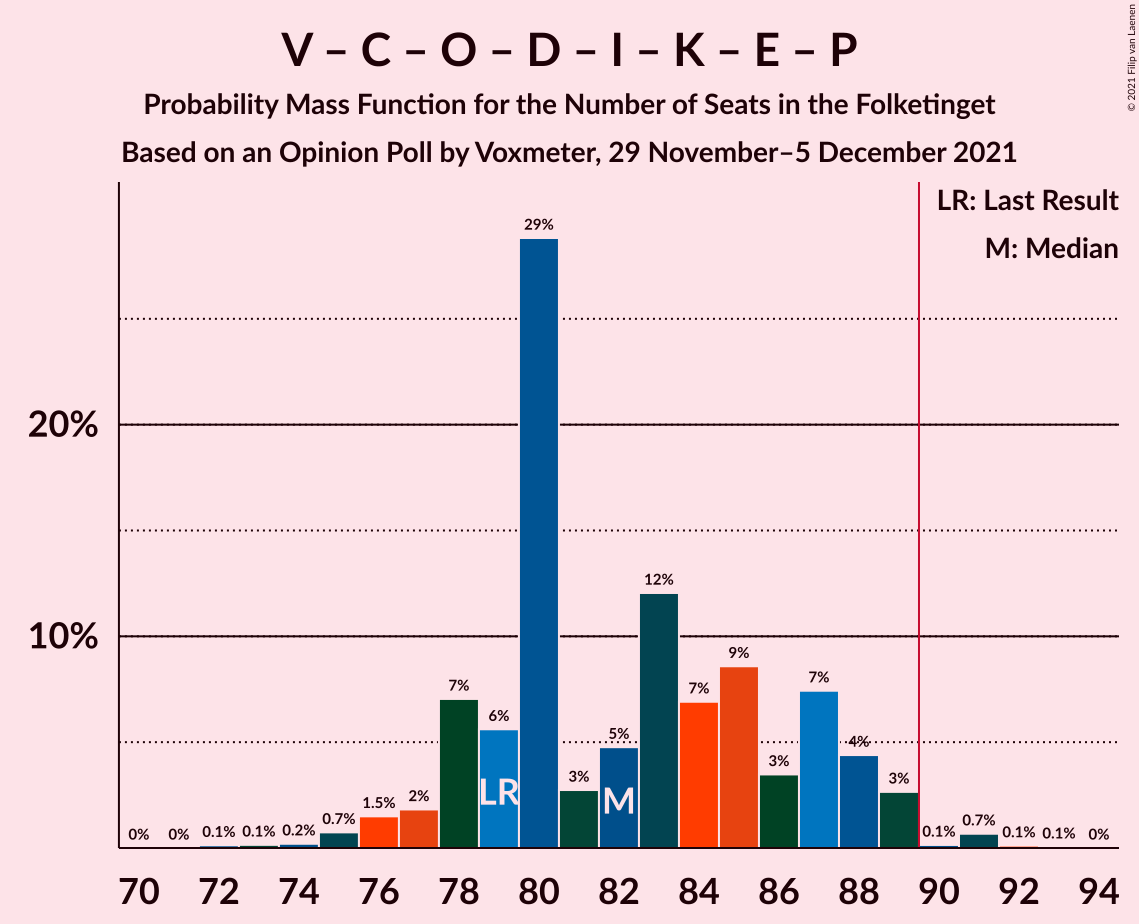 V – C – O – D – I – K – E – P
Probability Mass Function for the Number of Seats in the Folketinget
Based on an Opinion Poll by Voxmeter, 29 November–5 December 2021
© 2021 Filip van Laenen
LR: Last Result
M: Median
20%
10%
0% 0% 0.1% 0.1% 0.2% 0.7% 1.5% 2% 7% 6% 29% 3% 5% 12% 7% 9% 3% 7% 4% 3% 0.1% 0.7% 0.1% 0.1% 0%
LR M
70 72 74 76 78 80 82 84 86 88 90 92 94